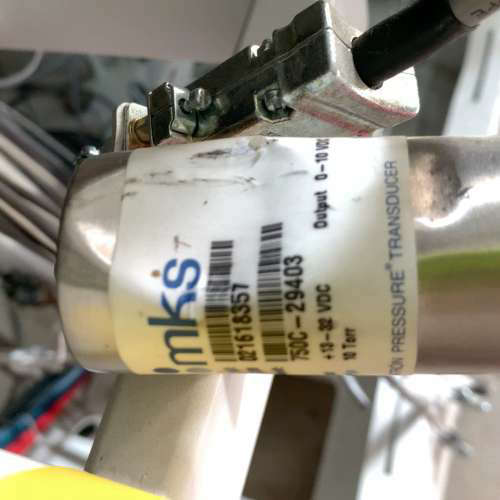 mks
021616357
750C-29403
+13-32 VDC
Output 0-10 VDC
10 Torr
PRESSURE® TRANSDUCER